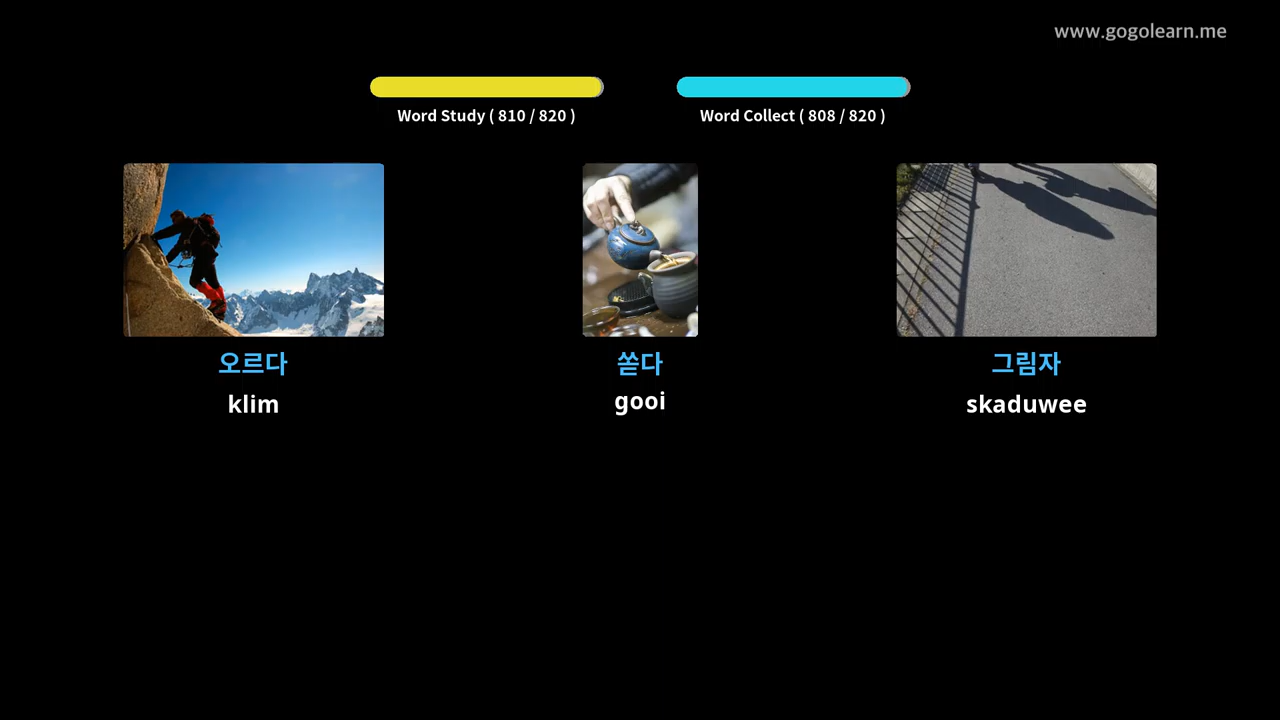 www.gogolearn.me
Word Study ( 810 / 820 )
Word Collect ( 808 / 820 )
오르다
klim
쏟다
gooi
그림자
skaduwee